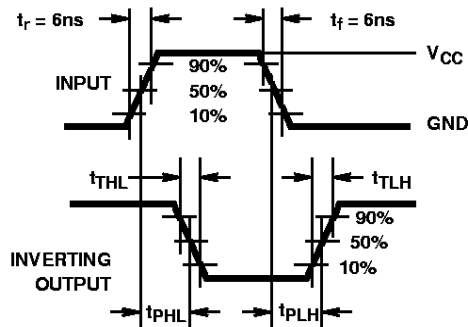 tr = 6ns
tf = 6ns
VCC
90%
INPUT
50%
10%
GND
tTHL
tTLH
90%
50%
INVERTING
OUTPUT
10%
tPHL
tPLH